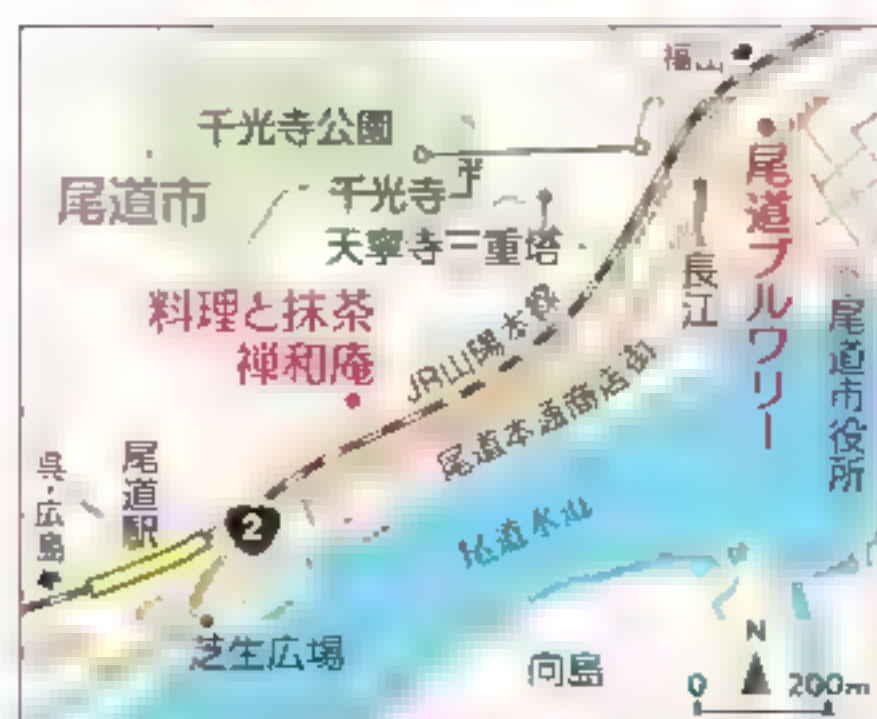 福山
千光寺公園
千光寺
尾道市
天寧寺三重塔
料理と抹茶
禅和庵
JR山陽本線
尾道本通商店街
長江
尾道ブルワリー
尾道市役所
呉・広島
尾道駅
2
尾道水道
芝生広場
向島
N
0 200m